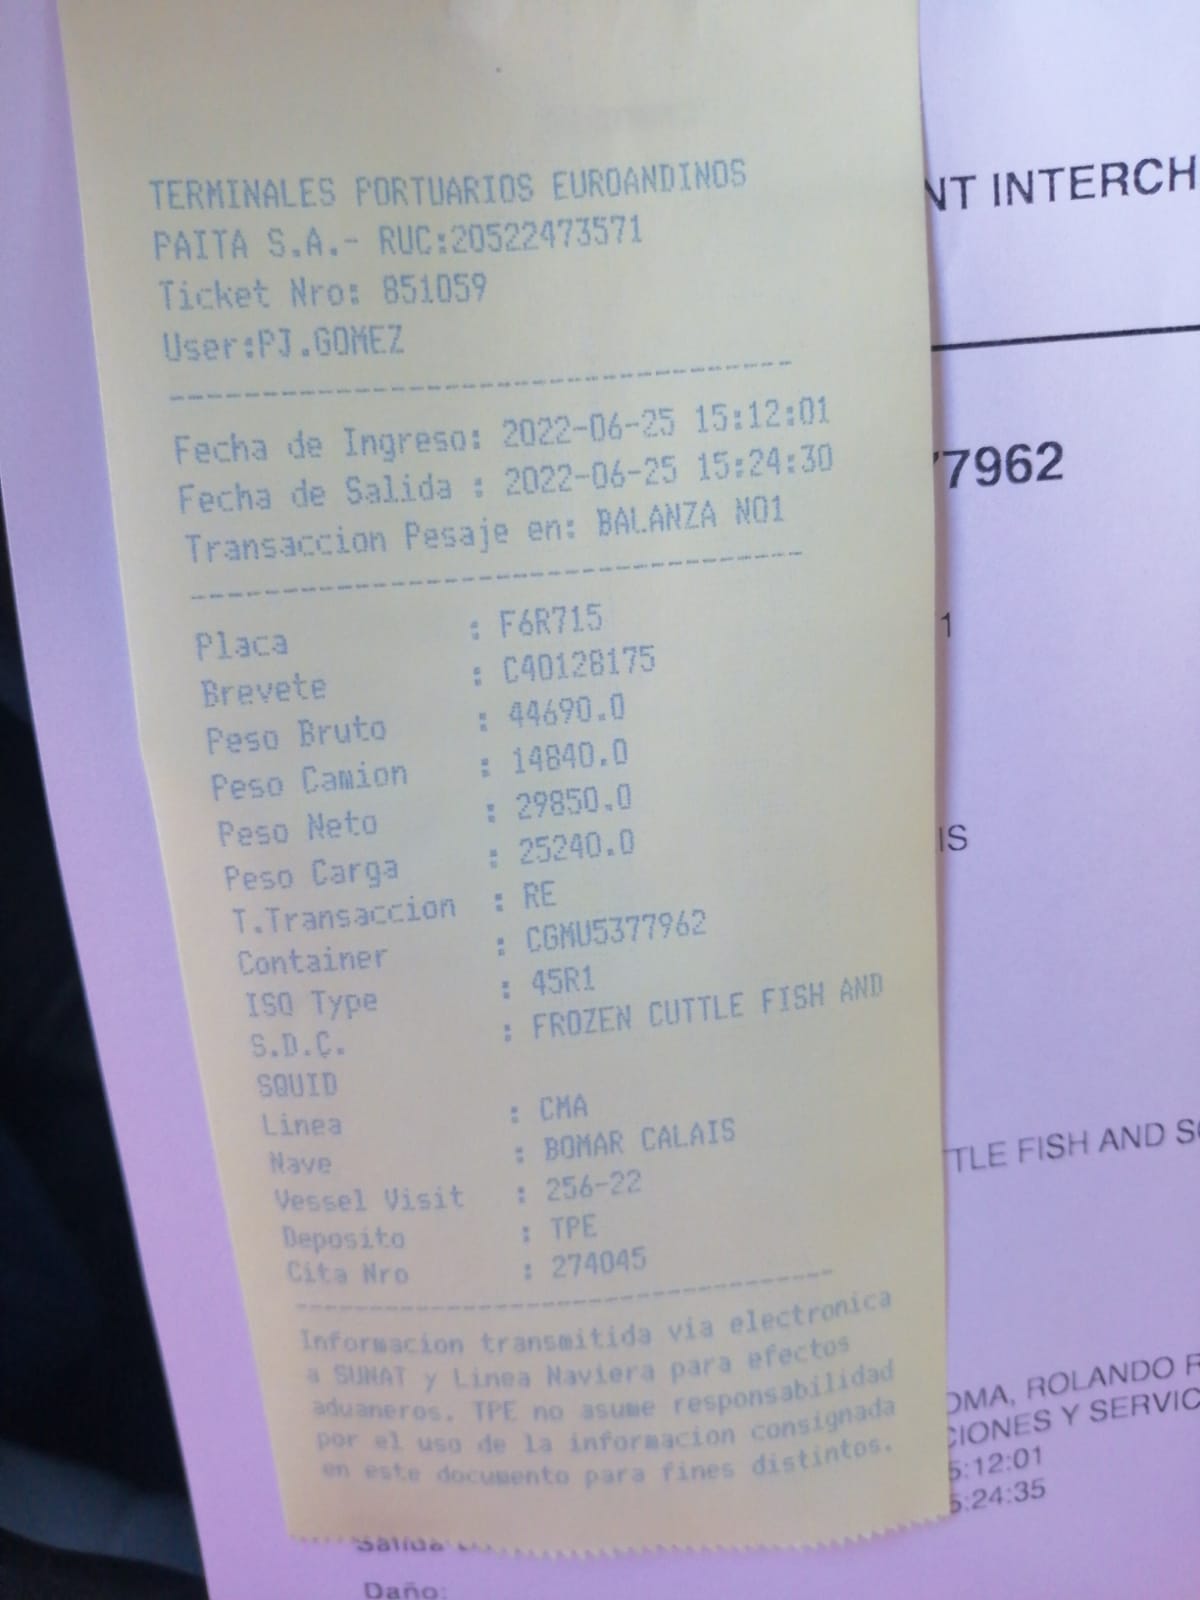 TERMINALES PORTUARIOS EUROANDINOS
PAITA S.A.- RUC:20522473571
Ticket Nro: 851059
User:PJ.GOMEZ
Fecha de Ingreso: 2022-06-25 15:12:01
Fecha de Salida : 2022-06-25 15:24:30
Transaccion Pesaje en: BALANZA NO1
Placa : F6R715
Brevete : C40128175
Peso Bruto : 44690.0
Peso Camion : 14840.0
Peso Neto : 29850.0
Peso Carga : 25240.0
T.Transaccion : RE
Container : CGMU5377962
ISO Type : 45R1
S.D.C. : FROZEN CUTTLE FISH AND
SQUID
Linea : CMA
Nave : BOMAR CALAIS
Vessel Visit : 256-22
Deposito : TPE
Cita Nro : 274045
Informacion transmitida via electronica
a SUNAT y Linea Naviera para efectos
aduaneros. TPE no asume responsabilidad
por el uso de la informacion consignada
en este documento para fines distintos.
NT INTERCH
77962
1
IS
TLE FISH AND
OMA, ROLANDO
CIONES Y SERVIC
5:12:01
5:24:35
Salida
Daño: